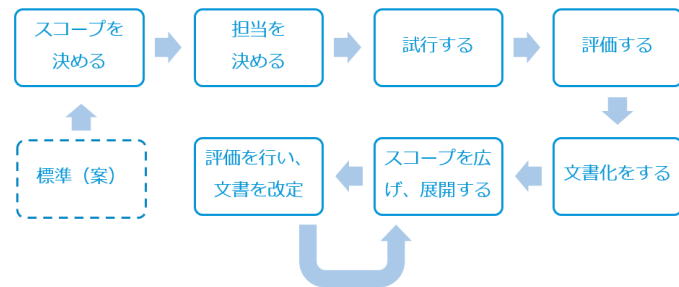 スコープを
決める
担当を
決める
試行する
評価する
標準（案）
評価を行い、
文書を改定
スコープを広
げ、展開する
文書化をする